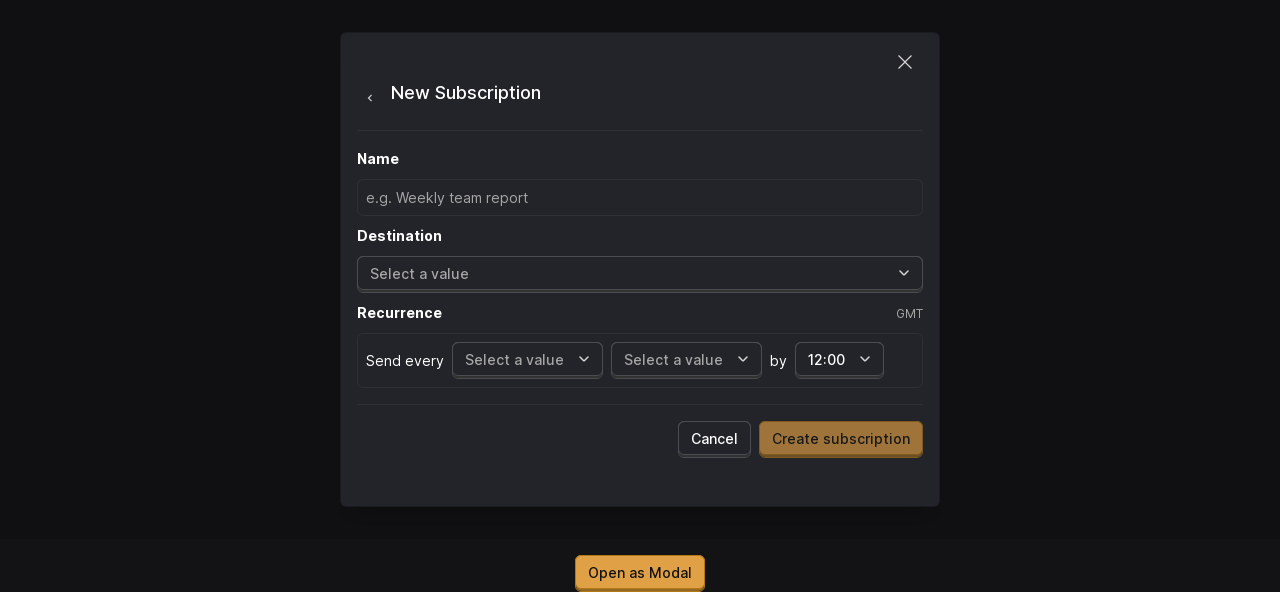 New Subscription
Name
e.g. Weekly team report
Destination
Select a value
Recurrence GMT
Send every Select a value Select a value by 12:00
Cancel Create subscription
Open as Modal